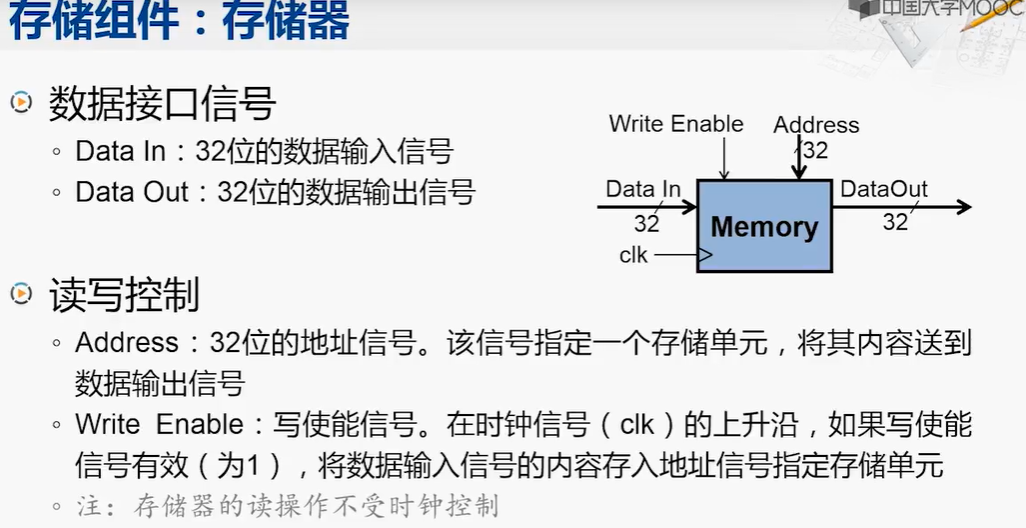 存储组件：存储器
中国大学MOOC
数据接口信号
Data In：32位的数据输入信号
Data Out：32位的数据输出信号
Write Enable
Address
32
Data In
32
clk
Memory
DataOut
32
读写控制
Address：32位的地址信号。该信号指定一个存储单元，将其内容送到
数据输出信号
Write Enable：写使能信号。在时钟信号（clk）的上升沿，如果写使能
信号有效（为1），将数据输入信号的内容存入地址信号指定存储单元
注：存储器的读操作不受时钟控制